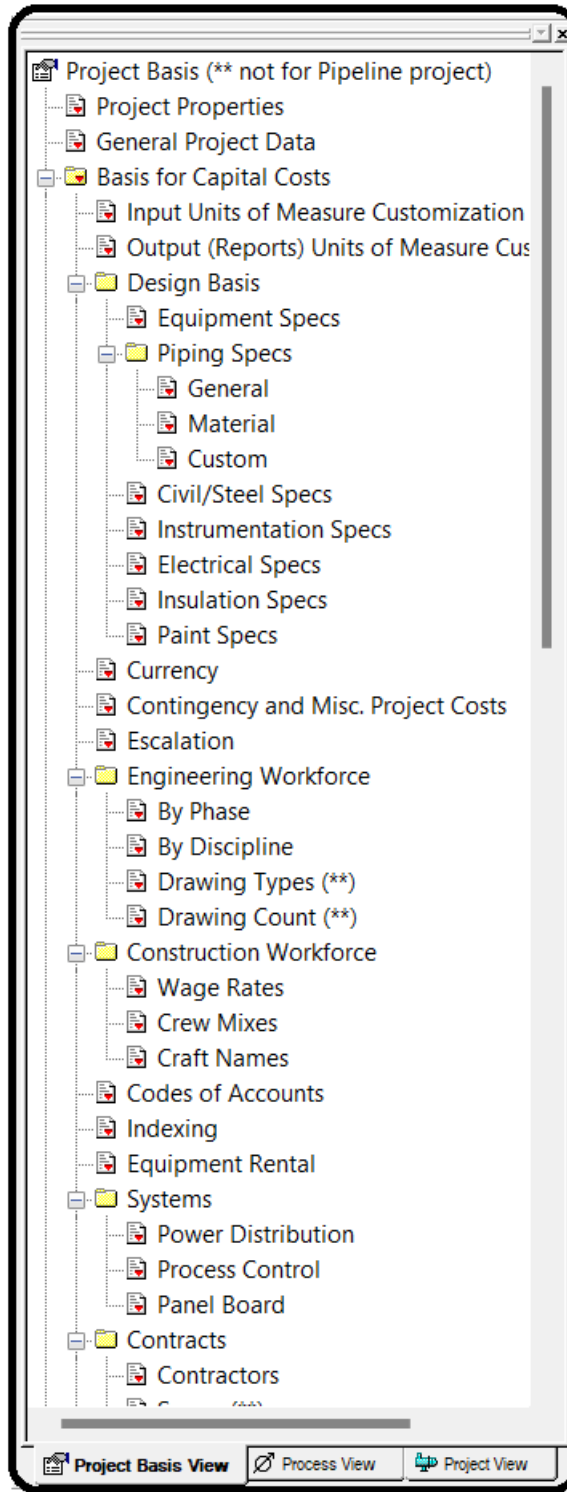 Project Basis (** not for Pipeline project)
Project Properties
General Project Data
Basis for Capital Costs
Input Units of Measure Customization
Output (Reports) Units of Measure Cus
Design Basis
Equipment Specs
Piping Specs
General
Material
Custom
Civil/Steel Specs
Instrumentation Specs
Electrical Specs
Insulation Specs
Paint Specs
Currency
Contingency and Misc. Project Costs
Escalation
Engineering Workforce
By Phase
By Discipline
Drawing Types (**)
Drawing Count (**)
Construction Workforce
Wage Rates
Crew Mixes
Craft Names
Codes of Accounts
Indexing
Equipment Rental
Systems
Power Distribution
Process Control
Panel Board
Contracts
Contractors
Project Basis View Process View Project View